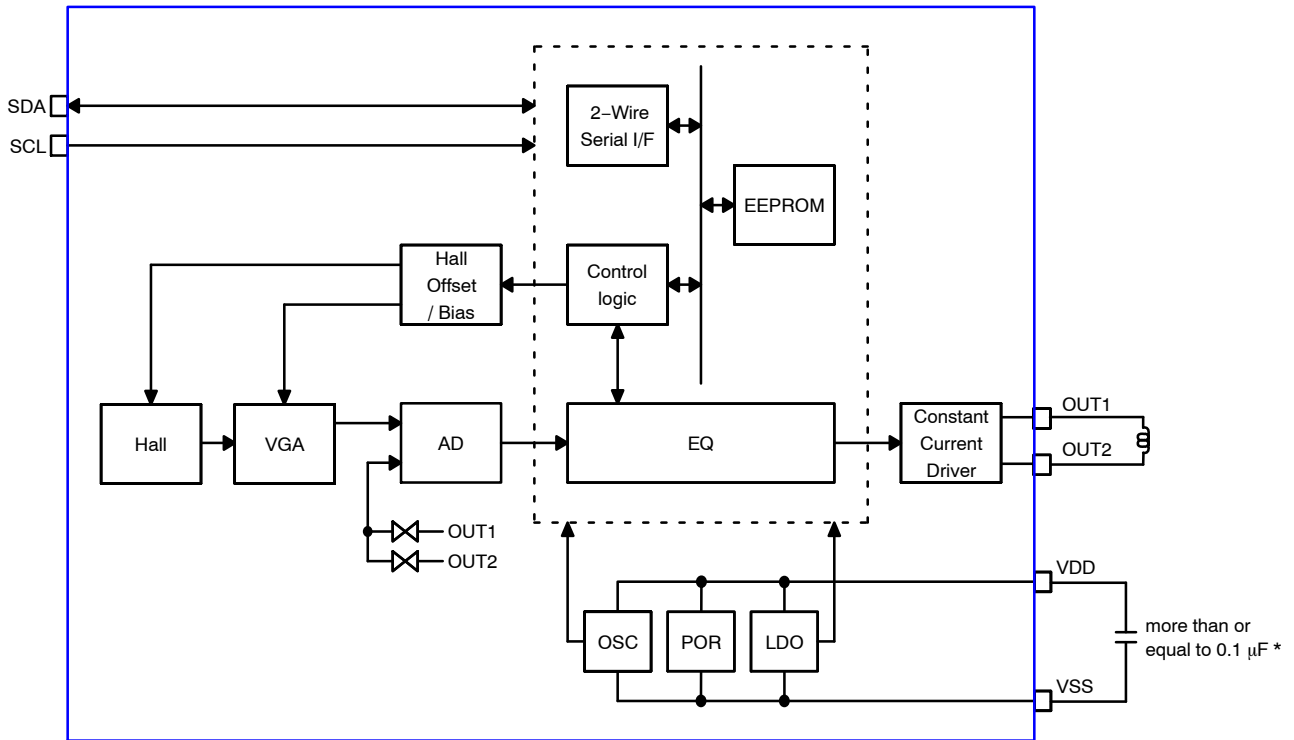 SDA
SCL
2−Wire
Serial I/F
EEPROM
Hall
Offset
/ Bias
Control
logic
Hall
VGA
AD
EQ
Constant
Current
Driver
OUT1
OUT2
OUT1
OUT2
OSC
POR
LDO
VDD
VSS
more than or
equal to 0.1 μF *